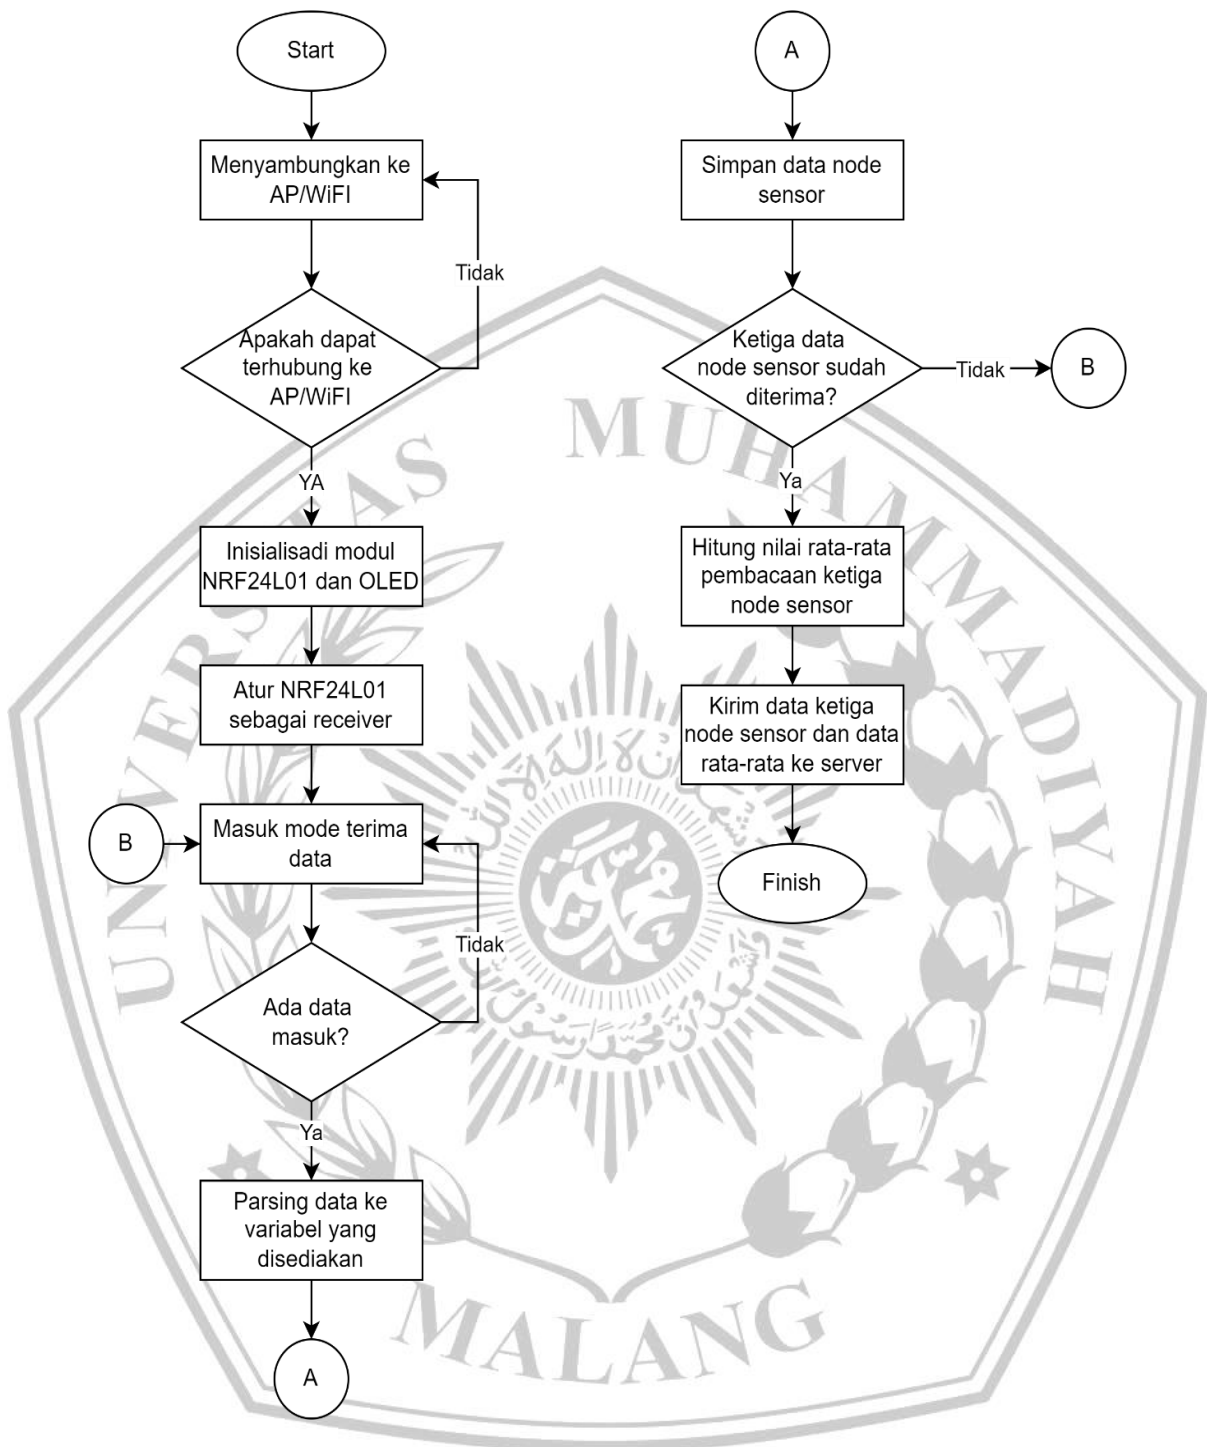 Start
Menyambungkan ke
AP/WiFI
Tidak
Apakah dapat
terhubung ke
AP/WiFI
YA
Inisialisadi modul
NRF24L01 dan OLED
Atur NRF24L01
sebagai receiver
B
Masuk mode terima
data
Tidak
Ada data
masuk?
Ya
Parsing data ke
variabel yang
disediakan
A
A
Simpan data node
sensor
Ketiga data
node sensor sudah
diterima?
Tidak
B
Ya
Hitung nilai rata-rata
pembacaan ketiga
node sensor
Kirim data ketiga
node sensor dan data
rata-rata ke server
Finish
UNIVERSITAS MUHAMMADIYAH
MALANG